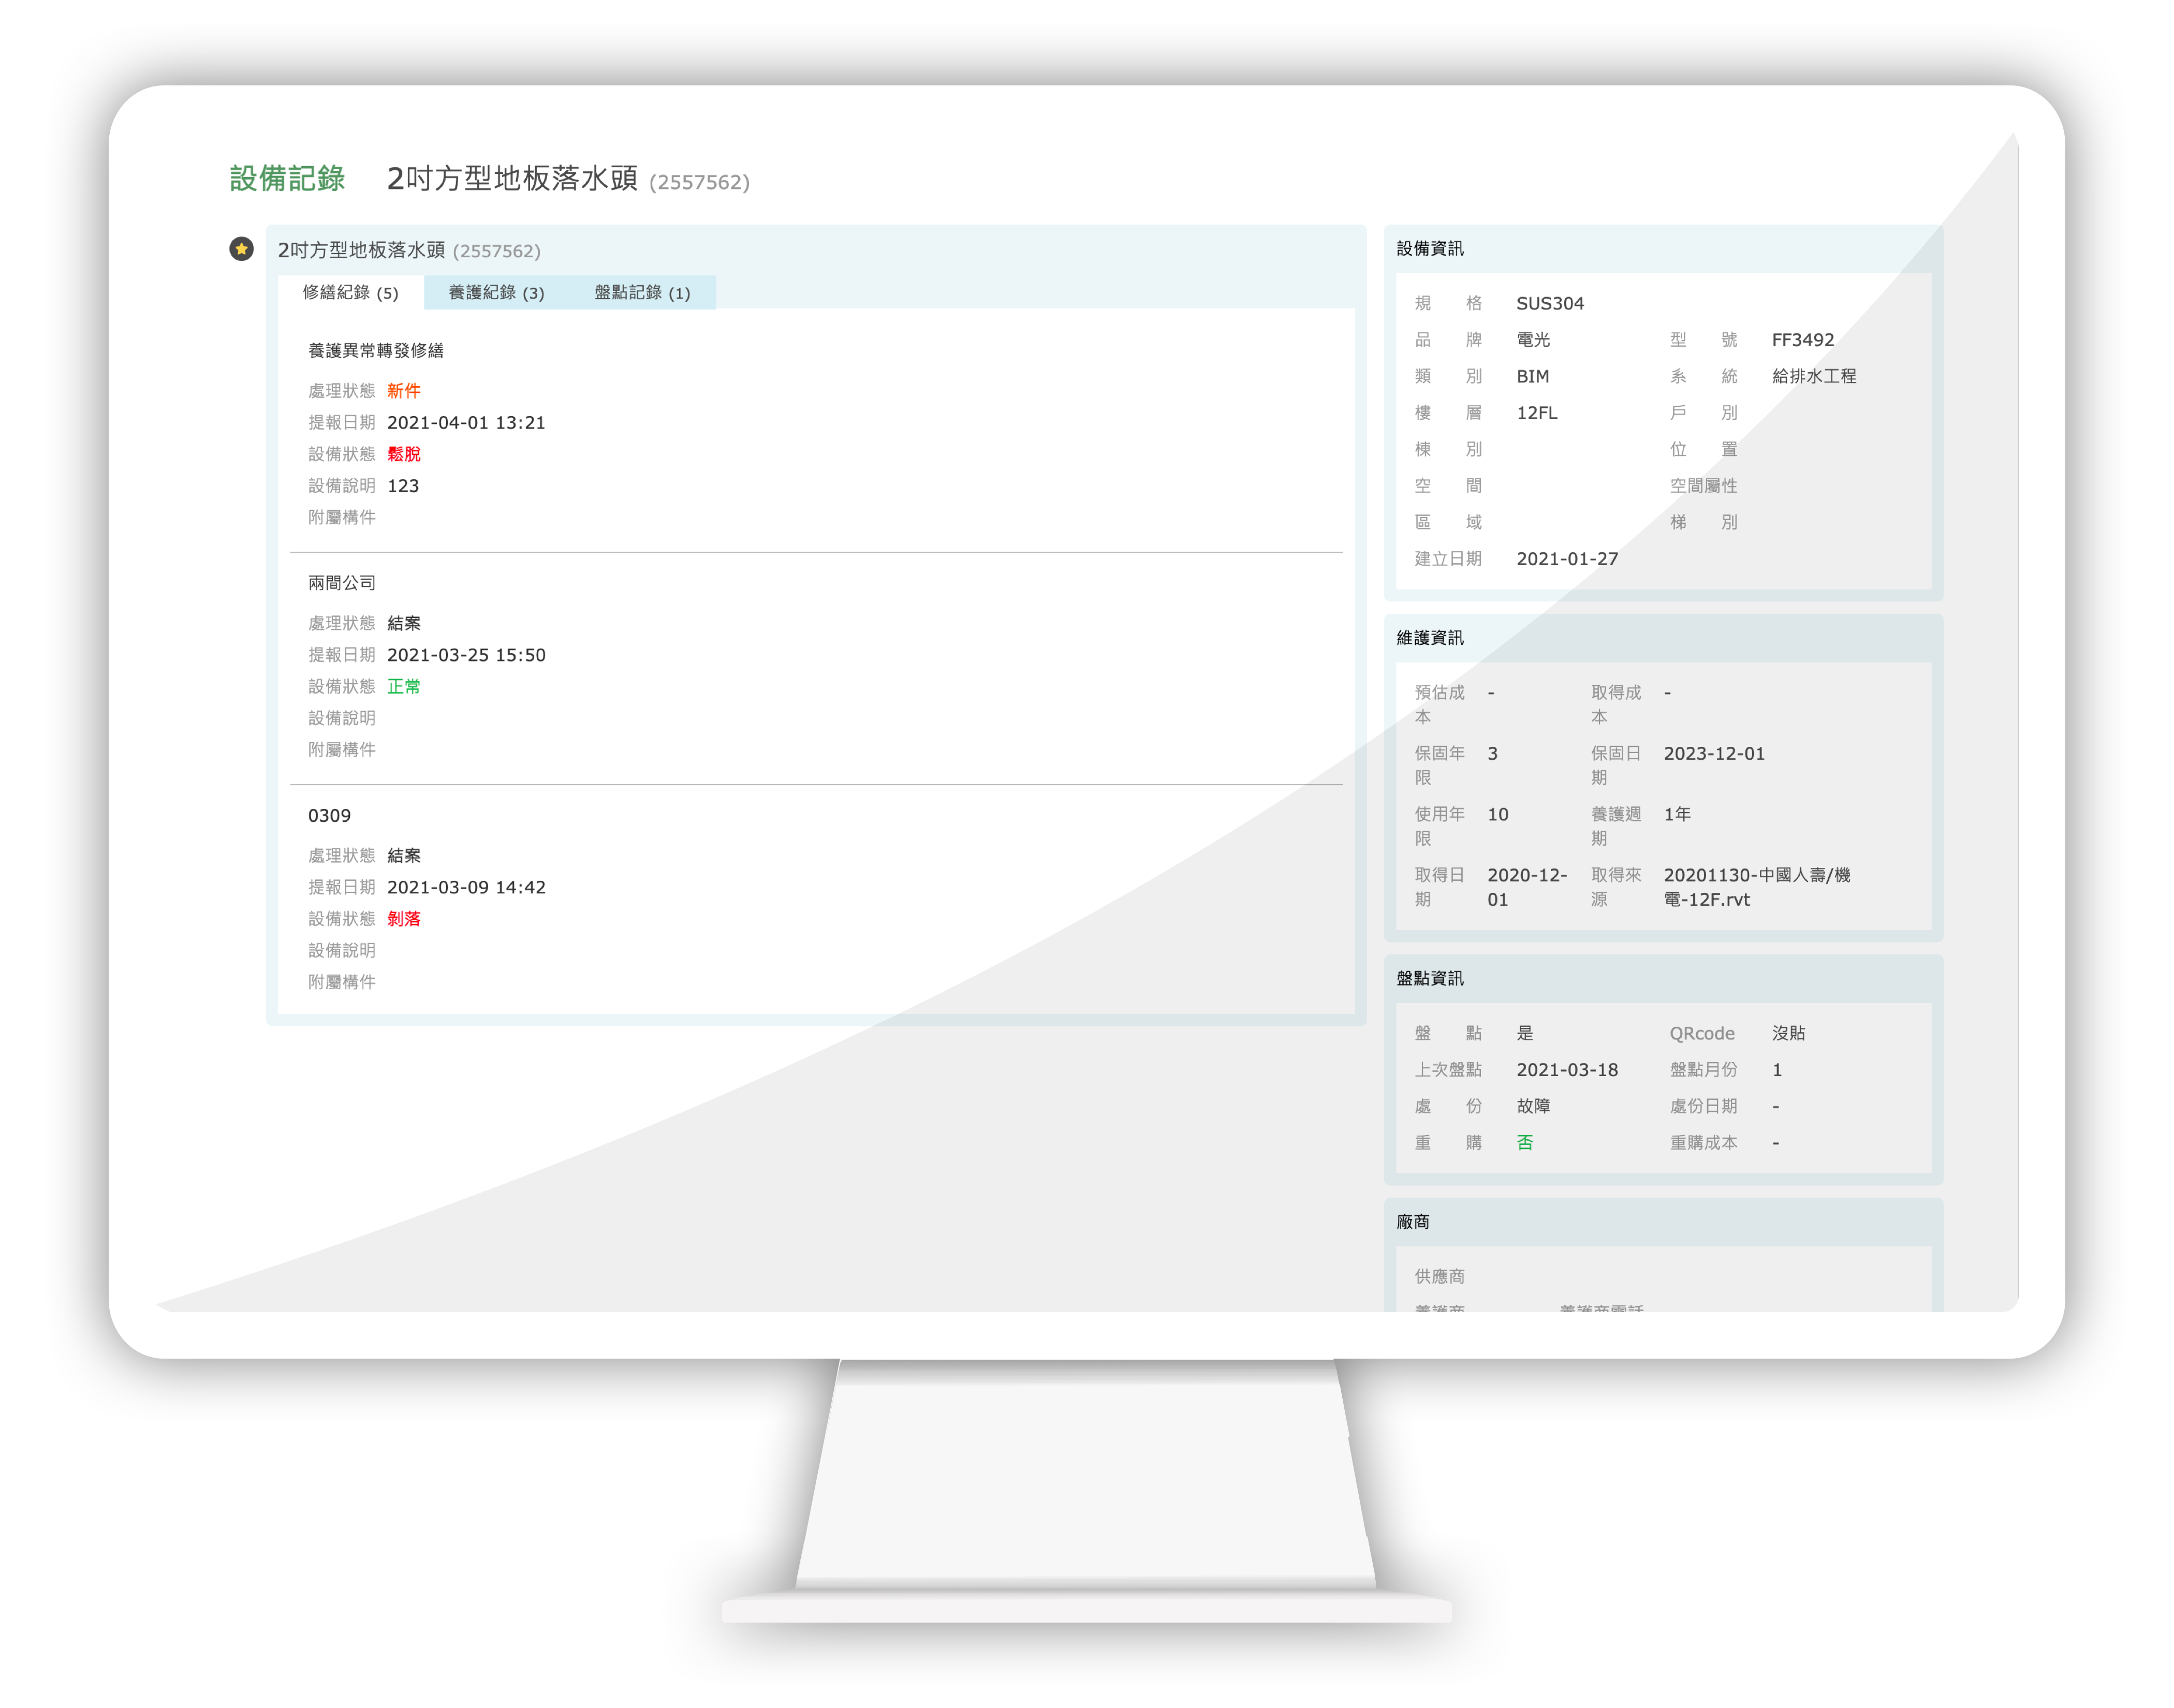 設備記錄 2吋方型地板落水頭 (2557562)
2吋方型地板落水頭 (2557562)
修繕紀錄 (5) 養護紀錄 (3) 盤點記錄 (1)
養護異常轉發修繕
處理狀態 新件
提報日期 2021-04-01 13:21
設備狀態 鬆脫
設備說明 123
附屬構件
兩間公司
處理狀態 結案
提報日期 2021-03-25 15:50
設備狀態 正常
設備說明
附屬構件
0309
處理狀態 結案
提報日期 2021-03-09 14:42
設備狀態 剝落
設備說明
附屬構件
設備資訊
規格 SUS304
品牌 電光 型號 FF3492
類別 BIM 系統 給排水工程
樓層 12FL 戶別
棟別 位置
空間 空間屬性
區域 梯別
建立日期 2021-01-27
維護資訊
預估成 - 取得成 -
本 本
保固年 3 保固日 2023-12-01
限 期
使用年 10 養護週 1年
限 期
取得日 2020-12- 取得來 20201130-中國人壽/機
期 01 源 電-12F.rvt
盤點資訊
盤點 是 QRcode 沒貼
上次盤點 2021-03-18 盤點月份 1
處份 故障 處份日期 -
重購 否 重購成本 -
廠商
供應商
養護商 養護商電話